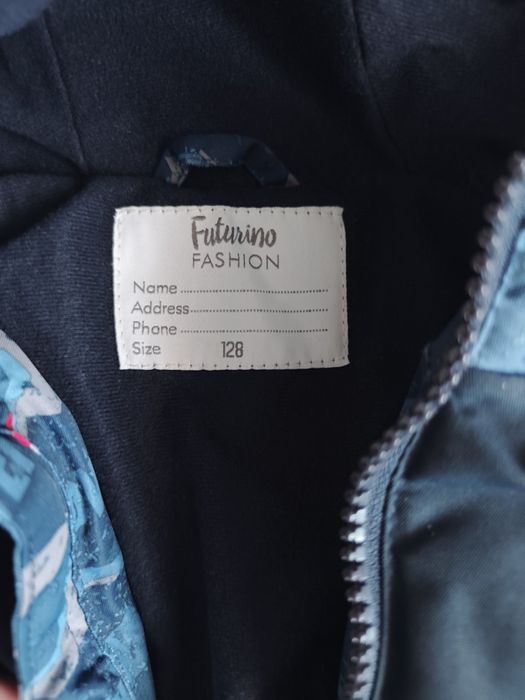 Futurino
FASHION
Name
Address
Phone
Size 128